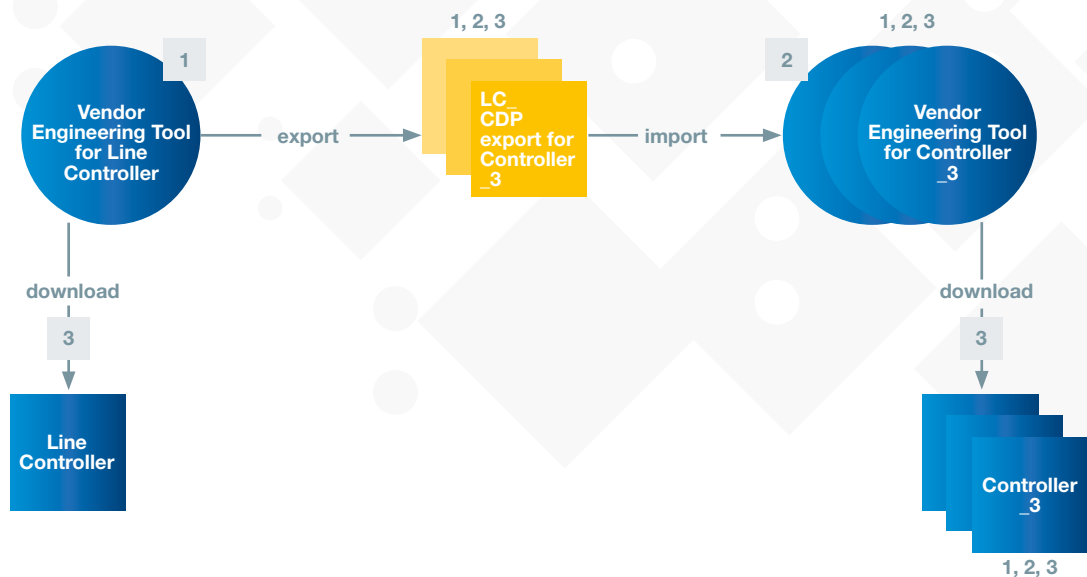 1, 2, 3
1, 2, 3
1
2
Vendor
Engineering Tool
for Line
Controller
export
LC_
CDP
export for
Controller
_3
import
Vendor
Engineering Tool
for Controller
_3
download
download
3
3
Line
Controller
Controller
_3
1, 2, 3